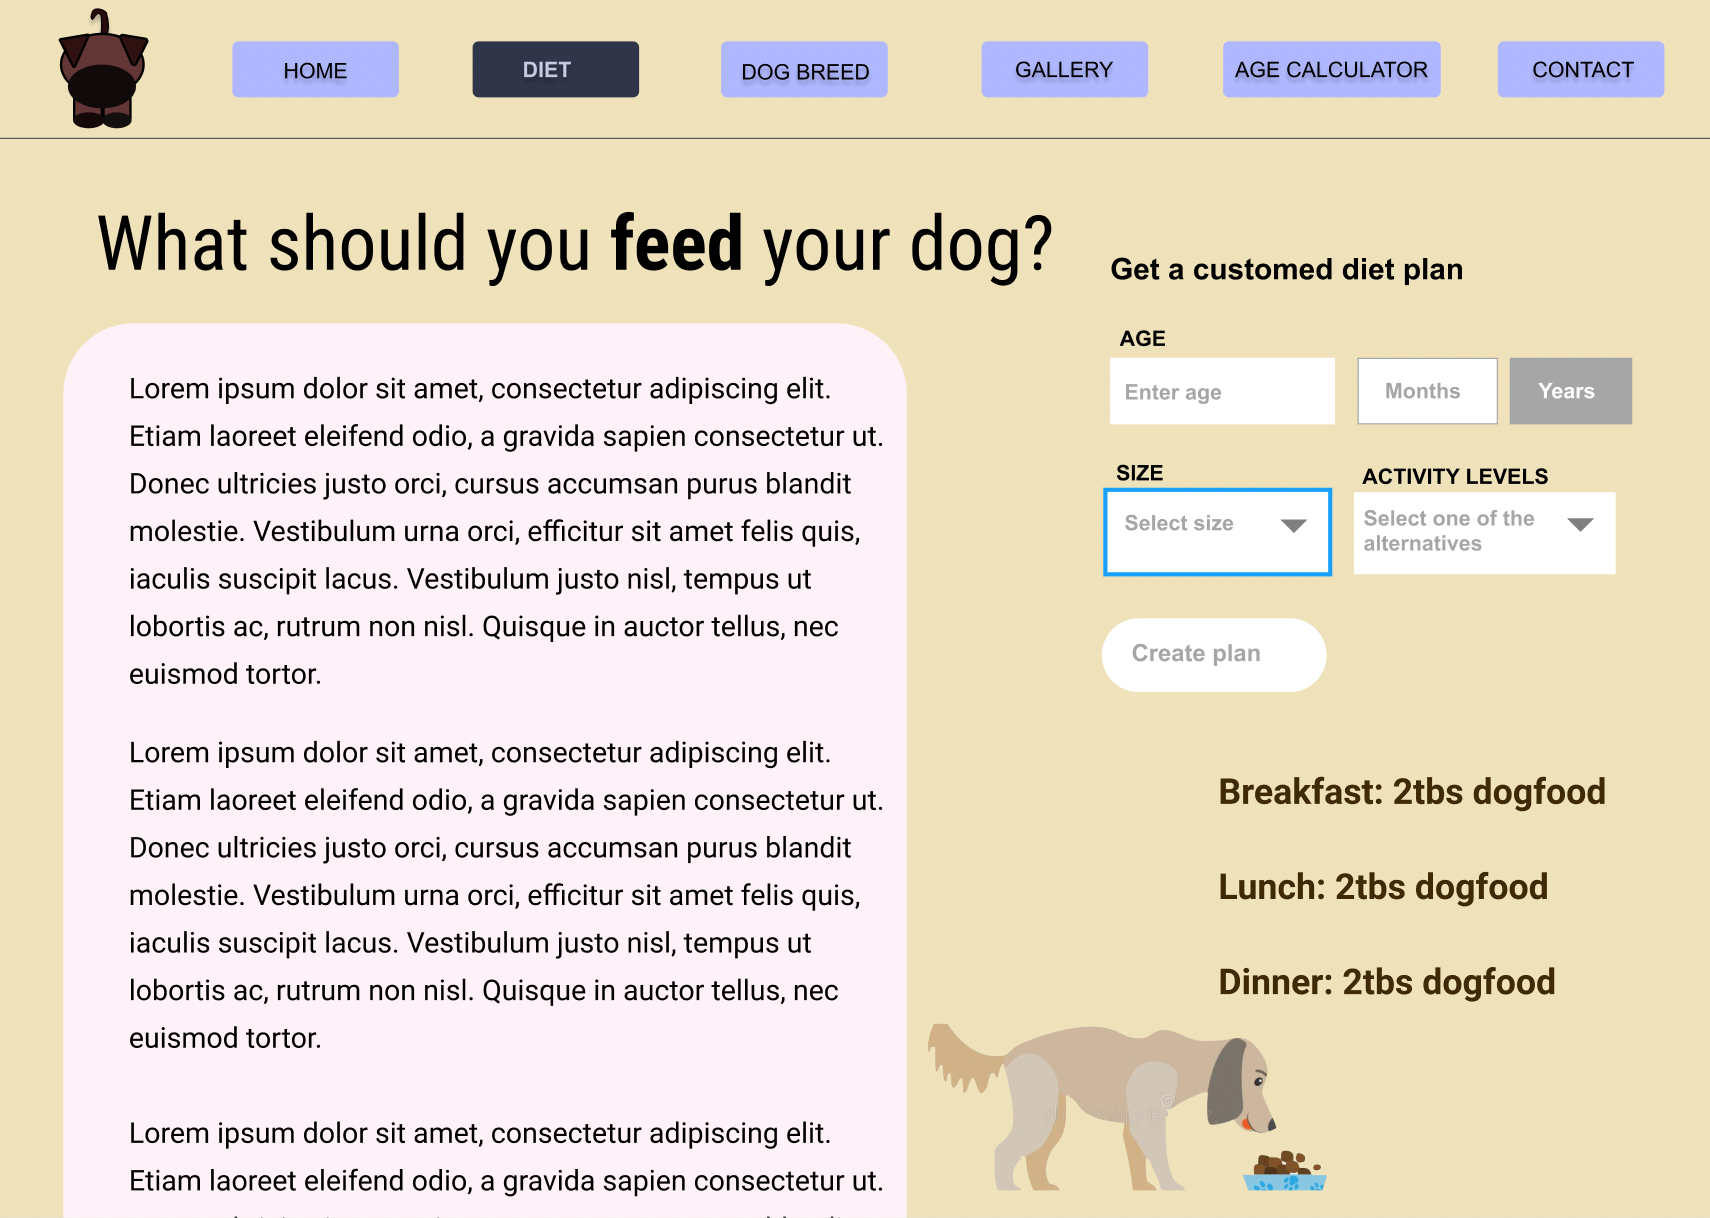 HOME
DIET
DOG BREED
GALLERY
AGE CALCULATOR
CONTACT
What should you feed your dog?
Lorem ipsum dolor sit amet, consectetur adipiscing elit.
Etiam laoreet eleifend odio, a gravida sapien consectetur ut.
Donec ultricies justo orci, cursus accumsan purus blandit
molestie. Vestibulum urna orci, efficitur sit amet felis quis,
iaculis suscipit lacus. Vestibulum justo nisl, tempus ut
lobortis ac, rutrum non nisl. Quisque in auctor tellus, nec
euismod tortor.
Lorem ipsum dolor sit amet, consectetur adipiscing elit.
Etiam laoreet eleifend odio, a gravida sapien consectetur ut.
Donec ultricies justo orci, cursus accumsan purus blandit
molestie. Vestibulum urna orci, efficitur sit amet felis quis,
iaculis suscipit lacus. Vestibulum justo nisl, tempus ut
lobortis ac, rutrum non nisl. Quisque in auctor tellus, nec
euismod tortor.
Lorem ipsum dolor sit amet, consectetur adipiscing elit.
Etiam laoreet eleifend odio, a gravida sapien consectetur ut.
Get a customed diet plan
AGE
Enter age
Months
Years
SIZE
Select size
ACTIVITY LEVELS
Select one of the
alternatives
Create plan
Breakfast: 2tbs dogfood
Lunch: 2tbs dogfood
Dinner: 2tbs dogfood